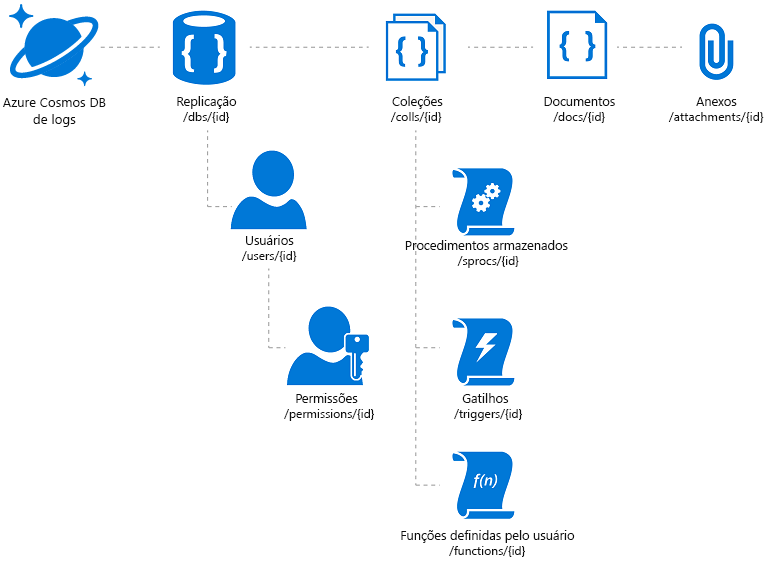 Azure Cosmos DB
de logs
Replicação
/dbs/{id}
Coleções
/colls/{id}
Documentos
/docs/{id}
Anexos
/attachments/{id}
Usuários
/users/{id}
Procedimentos armazenados
/sprocs/{id}
Permissões
/permissions/{id}
Gatilhos
/triggers/{id}
f(n)
Funções definidas pelo usuário
/functions/{id}